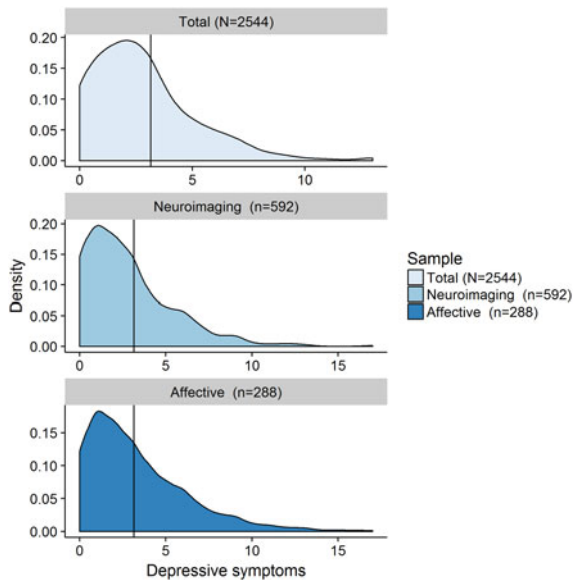 Total (N=2544)
0.20
0.15
0.10
0.05
0.00
0
5
10
Neuroimaging (n=592)
0.20
0.15
0.10
0.05
0.00
0
5
10
15
Affective (n=288)
0.15
0.10
0.05
0.00
0
5
10
15
Density
Depressive symptoms
Sample
Total (N=2544)
Neuroimaging (n=592)
Affective (n=288)